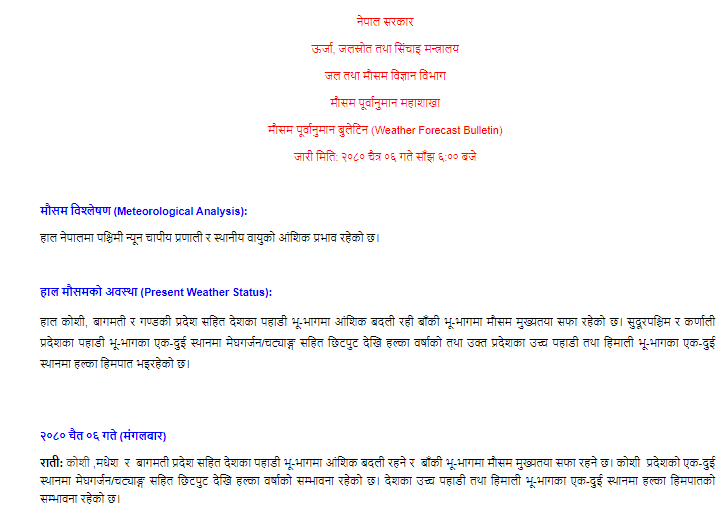 नेपाल सरकार
ऊर्जा, जलस्रोत तथा सिंचाइ मन्त्रालय
जल तथा मौसम विज्ञान विभाग
मौसम पूर्वानुमान महाशाखा
मौसम पूर्वानुमान बुलेटिन (Weather Forecast Bulletin)
जारी मिति: २०८० चैत्र ०६ गते साँझ ६:०० बजे
मौसम विश्लेषण (Meteorological Analysis):
हाल नेपालमा पश्चिमी न्यून चापीय प्रणाली र स्थानीय वायुको आंशिक प्रभाव रहेको छ।
हाल मौसमको अवस्था (Present Weather Status):
हाल कोशी, बागमती र गण्डकी प्रदेश सहित देशका पहाडी भू-भागमा आंशिक बदली रही बाँकी भू-भागमा मौसम मुख्यतया सफा रहेको छ। सुदूरपश्चिम र कर्णाली
प्रदेशका पहाडी भू-भागका एक-दुई स्थानमा मेघगर्जन/चट्याङ्ग सहित छिटपुट देखि हल्का वर्षाको तथा उक्त प्रदेशका उच्च पहाडी तथा हिमाली भू-भागका एक-दुई
स्थानमा हल्का हिमपात भइरहेको छ।
२०८० चैत ०६ गते (मंगलबार)
राती: कोशी ,मधेश र बागमती प्रदेश सहित देशका पहाडी भू-भागमा आंशिक बदली रहने र बाँकी भू-भागमा मौसम मुख्यतया सफा रहने छ। कोशी प्रदेशको एक-दुई
स्थानमा मेघगर्जन/चट्याङ्ग सहित छिटपुट देखि हल्का वर्षाको सम्भावना रहेको छ। देशका उच्च पहाडी तथा हिमाली भू-भागका एक-दुई स्थानमा हल्का हिमपातको
सम्भावना रहेको छ।